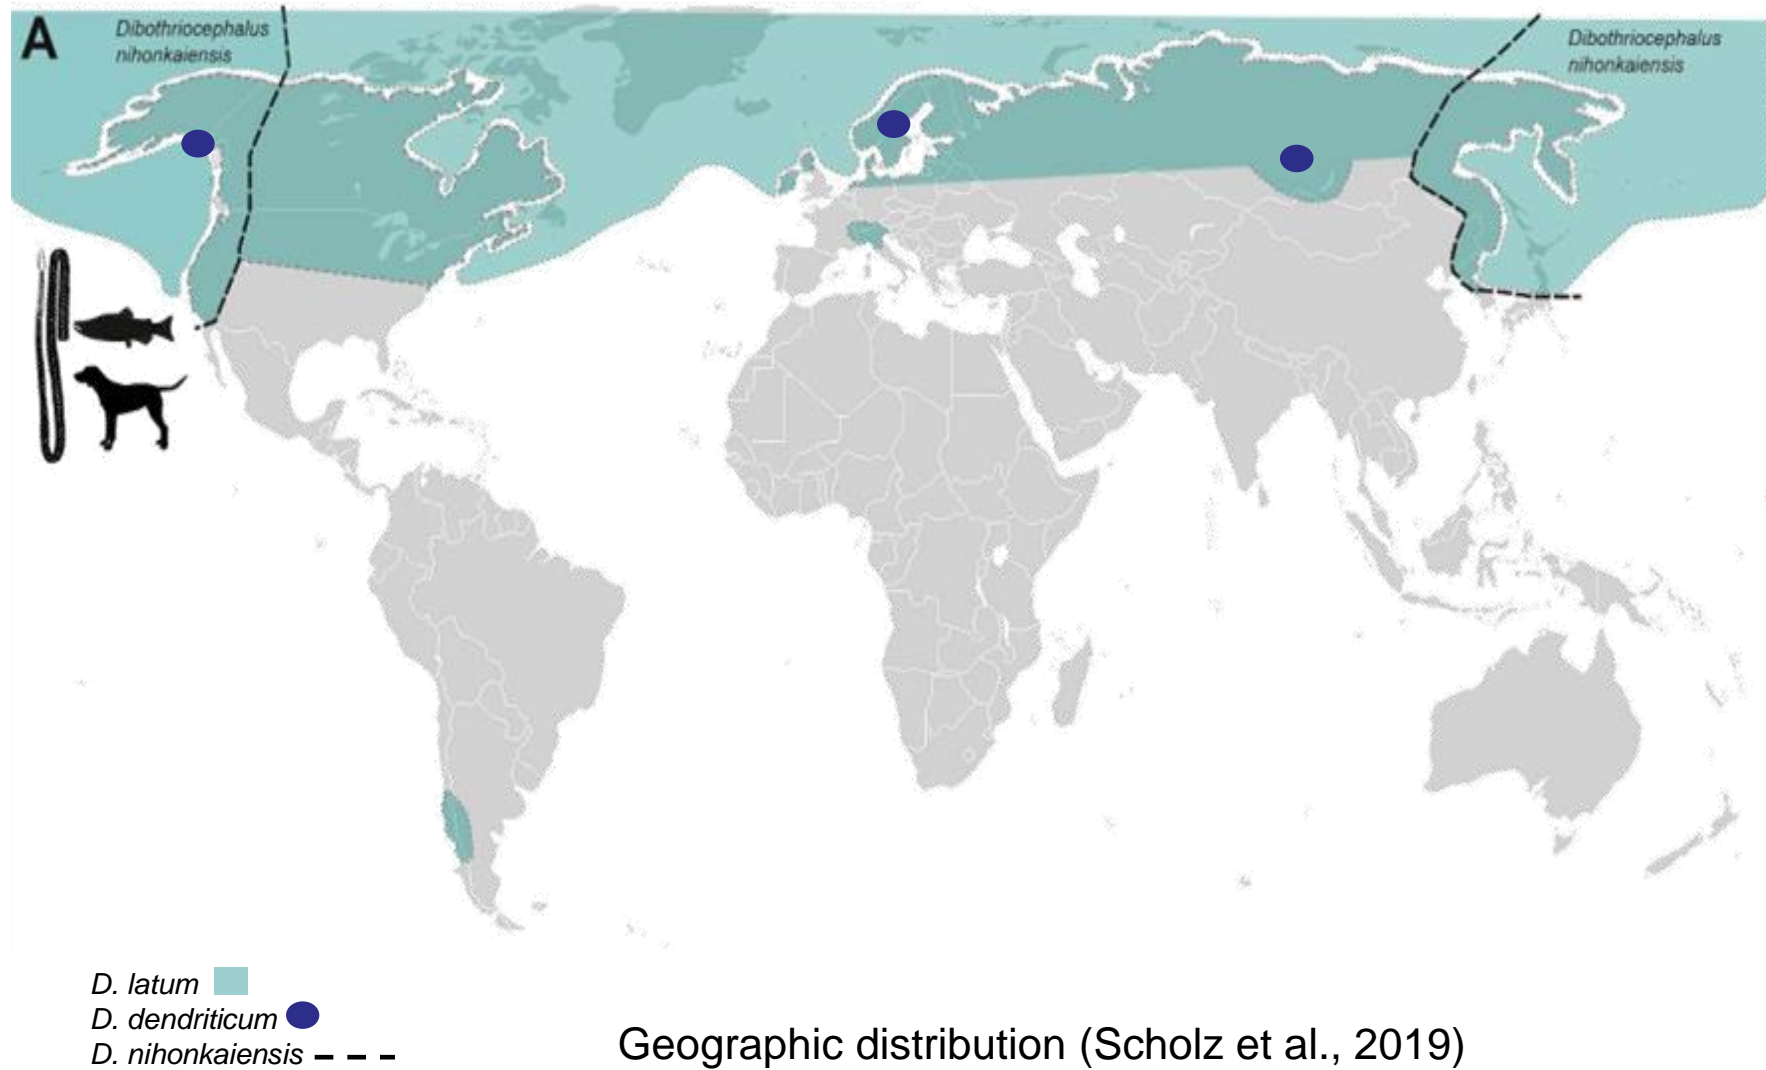 A
Dibothriocephalus
nihonkaiensis
Dibothriocephalus
nihonkaiensis
D. latum
D. dendriticum
D. nihonkaiensis
Geographic distribution (Scholz et al., 2019)